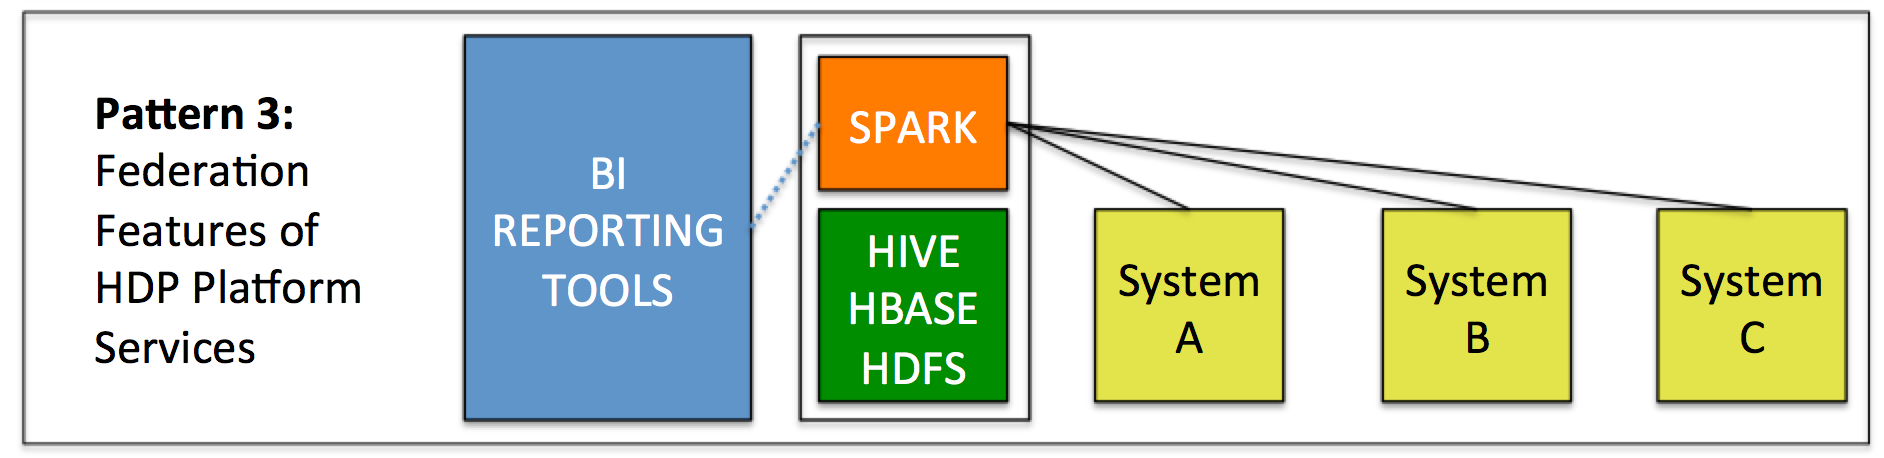 Pattern 3:
Federation
Features of
HDP Platform
Services
BI
REPORTING
TOOLS
SPARK
HIVE
HBASE
HDFS
System
A
System
B
System
C